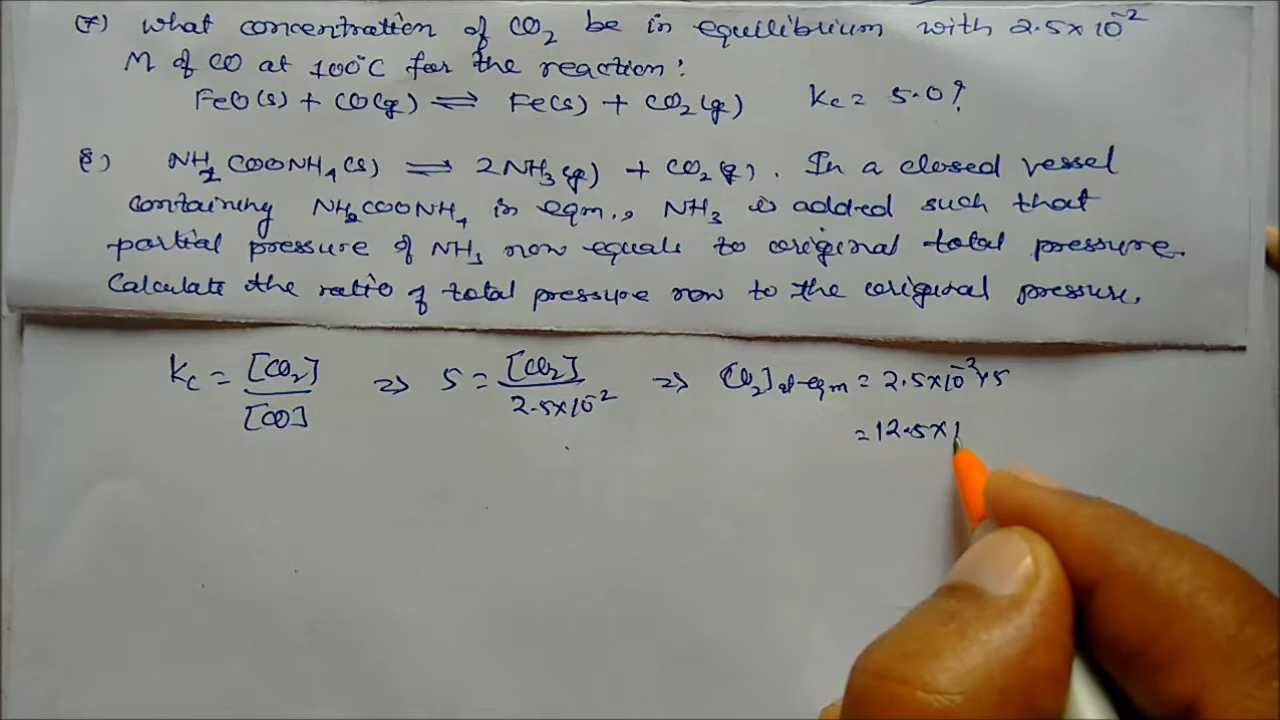 (7) What concentration of CO2 be in equilibrium with 2.5×10⁻²
M of CO at 100°C for the reaction:
FeO(s) + CO(g) ⇌ Fe(s) + CO2(g) Kc = 5.0?
8) NH2COONH4(s) ⇌ 2NH3(g) + CO2(g). In a closed vessel
containing NH2COONH4 in eqm., NH3 is added such that
partial pressure of NH3 now equals to original total pressure.
Calculate the ratio of total pressure now to the original pressure.
Kc = [CO2]/[CO] ⇒ 5 = [CO2]/2.5×10⁻² ⇒ [CO2] at eqm = 2.5×10⁻²×5
= 12.5×1